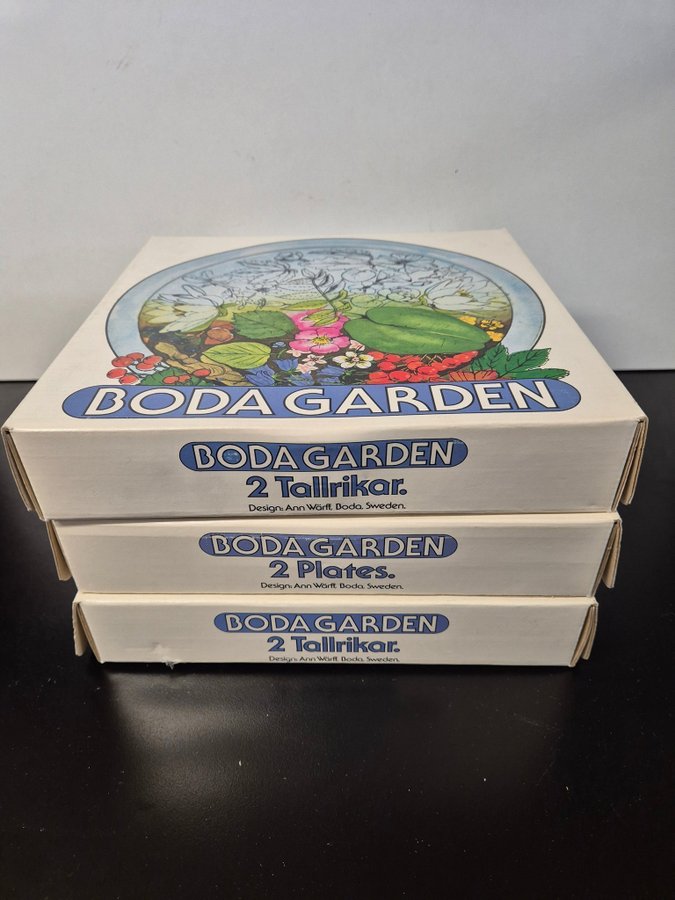 BODA GARDEN
BODA GARDEN
2 Tallrikar.
Design: Ann Wärff. Boda. Sweden.
BODA GARDEN
2 Plates.
Design: Ann Wärff. Boda. Sweden.
BODA GARDEN
2 Tallrikar.
Design: Ann Wärff. Boda. Sweden.